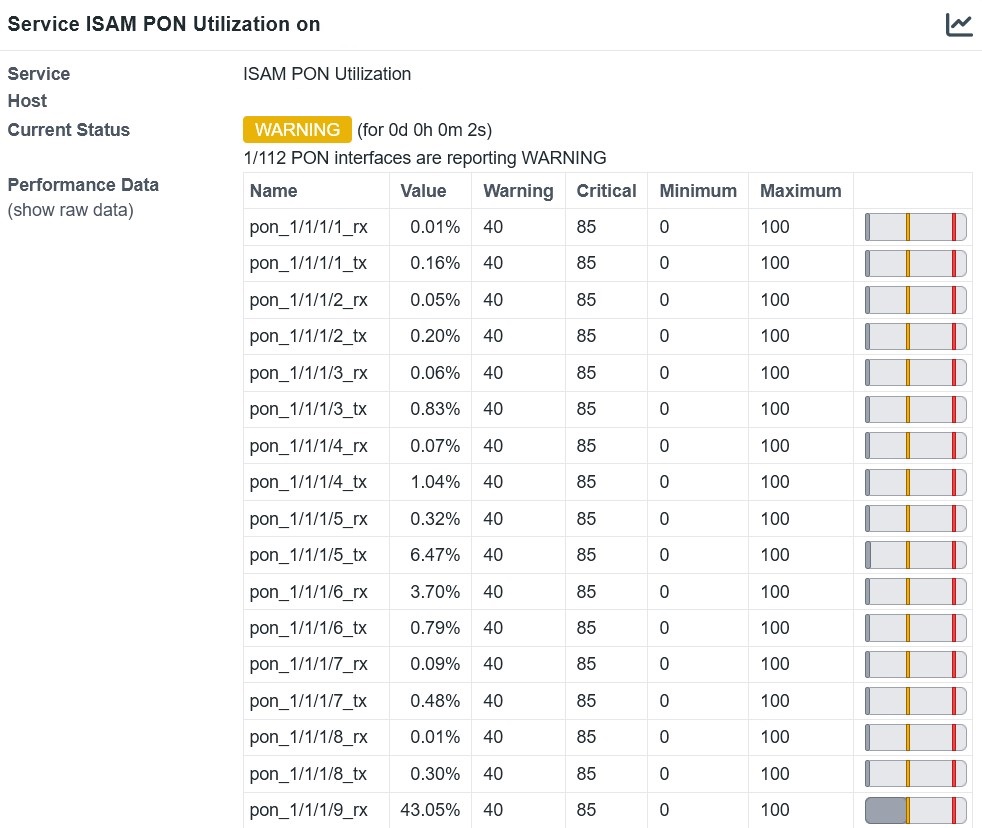 Service ISAM PON Utilization on
Service ISAM PON Utilization
Host
Current Status WARNING (for 0d 0h 0m 2s)
1/112 PON interfaces are reporting WARNING
Performance Data
(show raw data)
Name Value Warning Critical Minimum Maximum
pon_1/1/1/1_rx 0.01% 40 85 0 100
pon_1/1/1/1_tx 0.16% 40 85 0 100
pon_1/1/1/2_rx 0.05% 40 85 0 100
pon_1/1/1/2_tx 0.20% 40 85 0 100
pon_1/1/1/3_rx 0.06% 40 85 0 100
pon_1/1/1/3_tx 0.83% 40 85 0 100
pon_1/1/1/4_rx 0.07% 40 85 0 100
pon_1/1/1/4_tx 1.04% 40 85 0 100
pon_1/1/1/5_rx 0.32% 40 85 0 100
pon_1/1/1/5_tx 6.47% 40 85 0 100
pon_1/1/1/6_rx 3.70% 40 85 0 100
pon_1/1/1/6_tx 0.79% 40 85 0 100
pon_1/1/1/7_rx 0.09% 40 85 0 100
pon_1/1/1/7_tx 0.48% 40 85 0 100
pon_1/1/1/8_rx 0.01% 40 85 0 100
pon_1/1/1/8_tx 0.30% 40 85 0 100
pon_1/1/1/9_rx 43.05% 40 85 0 100